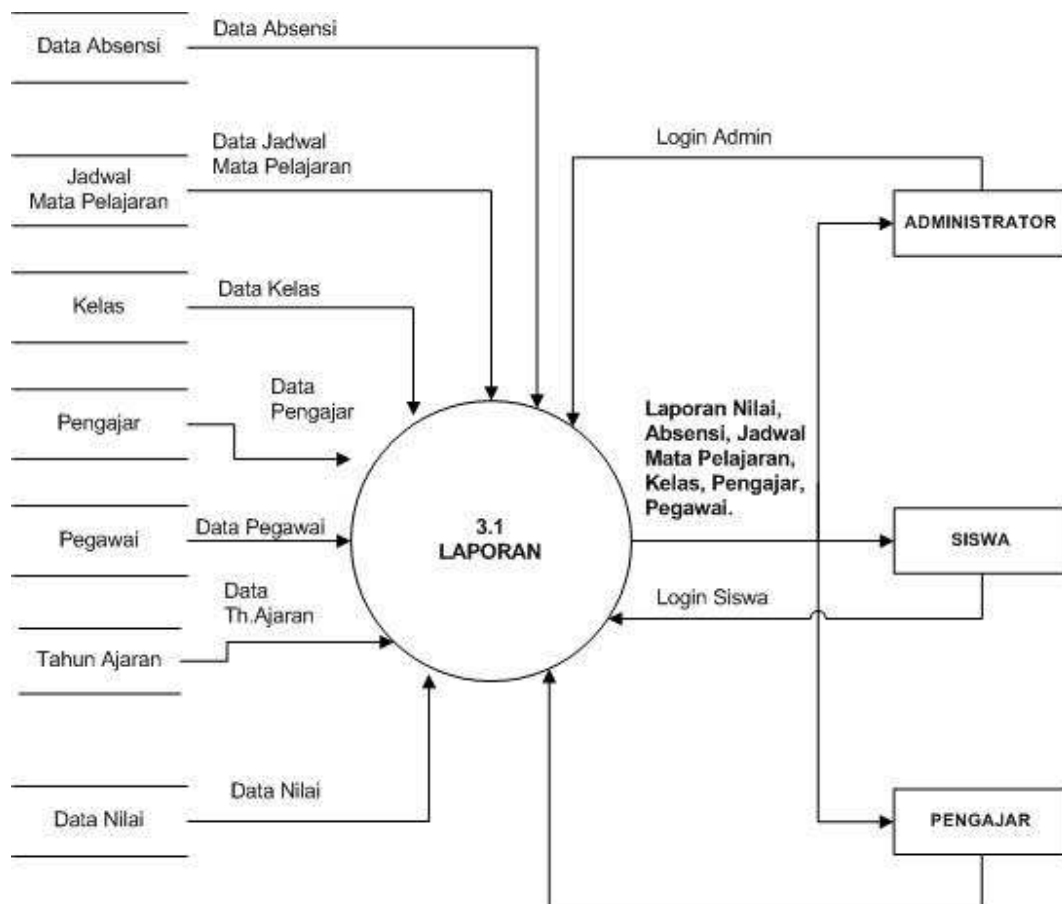 Data Absensi
Data Absensi
Data Jadwal
Mata Pelajaran
Jadwal
Mata Pelajaran
Login Admin
ADMINISTRATOR
Kelas
Data Kelas
Pengajar
Data
Pengajar
Laporan Nilai,
Absensi, Jadwal
Mata Pelajaran,
Kelas, Pengajar,
Pegawai.
Pegawai
Data Pegawai
3.1
LAPORAN
SISWA
Data
Th.Ajaran
Login Siswa
Tahun Ajaran
Data Nilai
Data Nilai
PENGAJAR